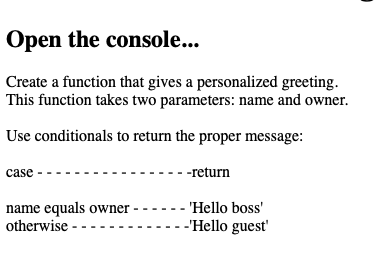 Open the console...
Create a function that gives a personalized greeting.
This function takes two parameters: name and owner.
Use conditionals to return the proper message:
case - - - - - - - - - - - - - - - - -return
name equals owner - - - - - - 'Hello boss'
otherwise - - - - - - - - - - - - -'Hello guest'